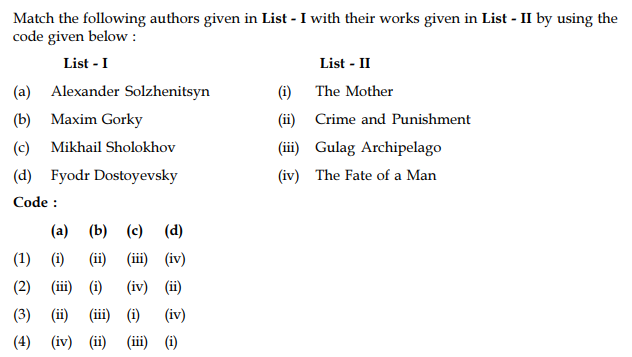 Match the following authors given in List - I with their works given in List - II by using the
code given below :
List - I List - II
(a) Alexander Solzhenitsyn (i) The Mother
(b) Maxim Gorky (ii) Crime and Punishment
(c) Mikhail Sholokhov (iii) Gulag Archipelago
(d) Fyodr Dostoyevsky (iv) The Fate of a Man
Code :
(a) (b) (c) (d)
(1) (i) (ii) (iii) (iv)
(2) (iii) (i) (iv) (ii)
(3) (ii) (iii) (i) (iv)
(4) (iv) (ii) (iii) (i)